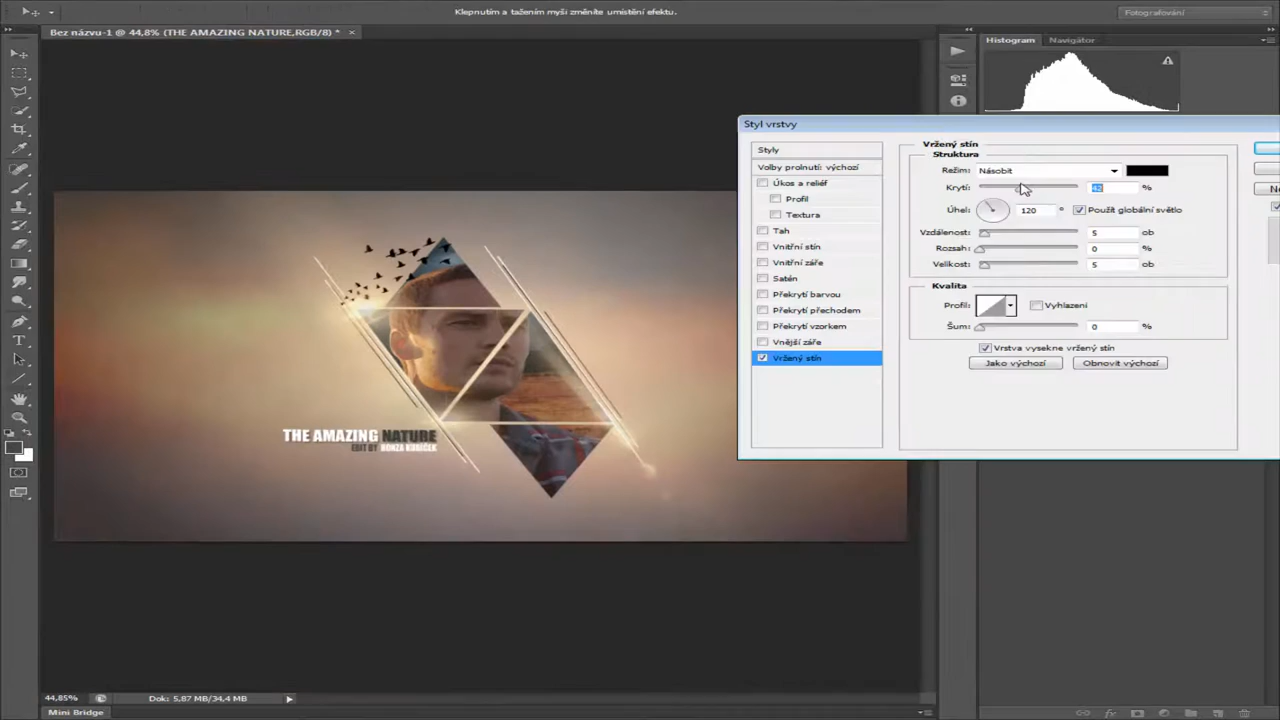 Klepnutím a tažením myši změníte umístění efektu.
Fotografování
Bez názvu-1 @ 44,8% (THE AMAZING NATURE,RGB/8) *
Histogram
Navigátor
Styl vrstvy
Styly
Volby prolnutí: výchozí
Úkos a reliéf
Profil
Textura
Tah
Vnitřní stín
Vnitřní záře
Satén
Překrytí barvou
Překrytí přechodem
Překrytí vzorkem
Vnější záře
Vržený stín
Vržený stín
Struktura
Režim: Násobit
Krytí: 42 %
Úhel: 120 ° Použít globální světlo
Vzdálenost: 5 ob
Rozsah: 0 %
Velikost: 5 ob
Kvalita
Profil: Vyhlazení
Šum: 0 %
Vrstva vysekne vržený stín
Jako výchozí
Obnovit výchozí
THE AMAZING NATURE
EDIT BY HONZA
44,85%
Dok: 5,87 MB/34,4 MB
Mini Bridge